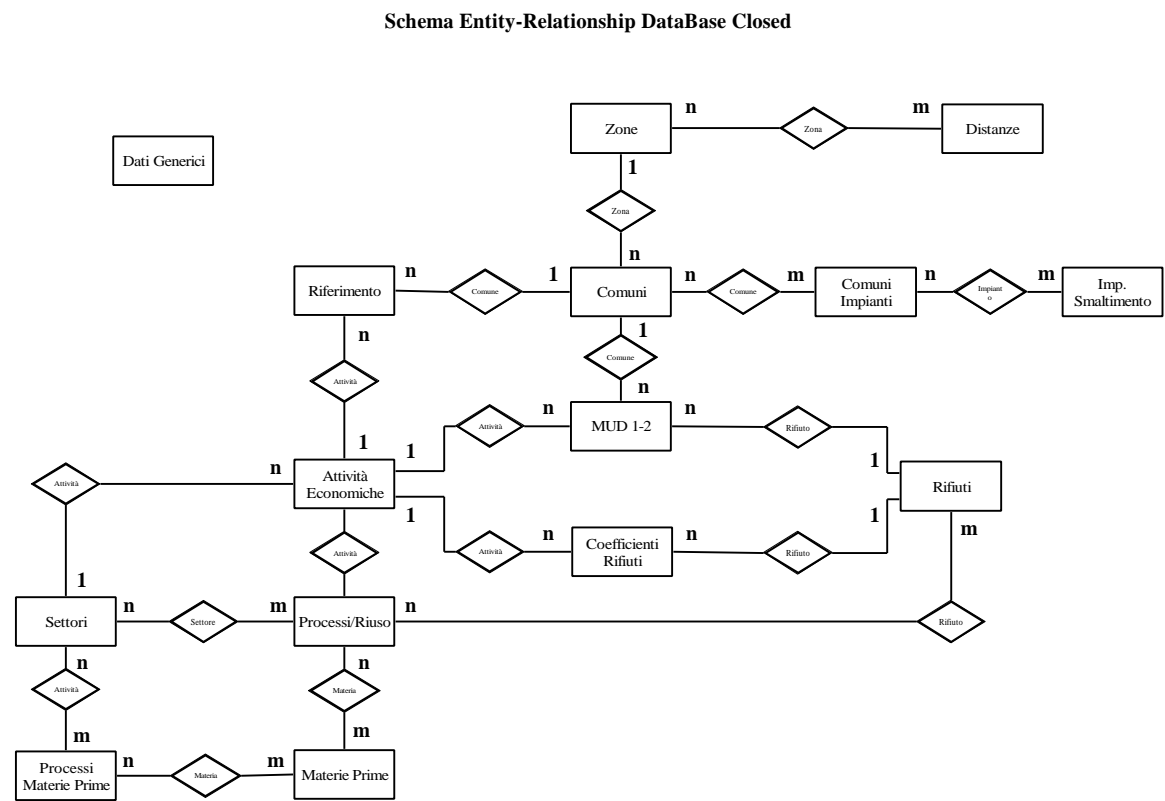 Schema Entity-Relationship DataBase Closed
n
m
Zone
Zona
Distanze
Dati Generici
1
Zona
n
n
1
n
m
n
m
Riferimento
Comune
Comuni
Comune
Comuni
Impianti
Impiant
o
Imp.
Smaltimento
n
1
Comune
n
Attività
n
n
Attività
MUD 1-2
Rifiuto
1
1
1
n
Attività
Attività
Economiche
Rifiuti
1
1
m
n
n
Attività
Attività
Coefficienti
Rifiuti
Rifiuto
1
n
m
n
Settori
Settore
Processi/Riuso
Rifiuto
n
n
Attività
Materia
m
m
n
m
Processi
Materie Prime
Materia
Materie Prime